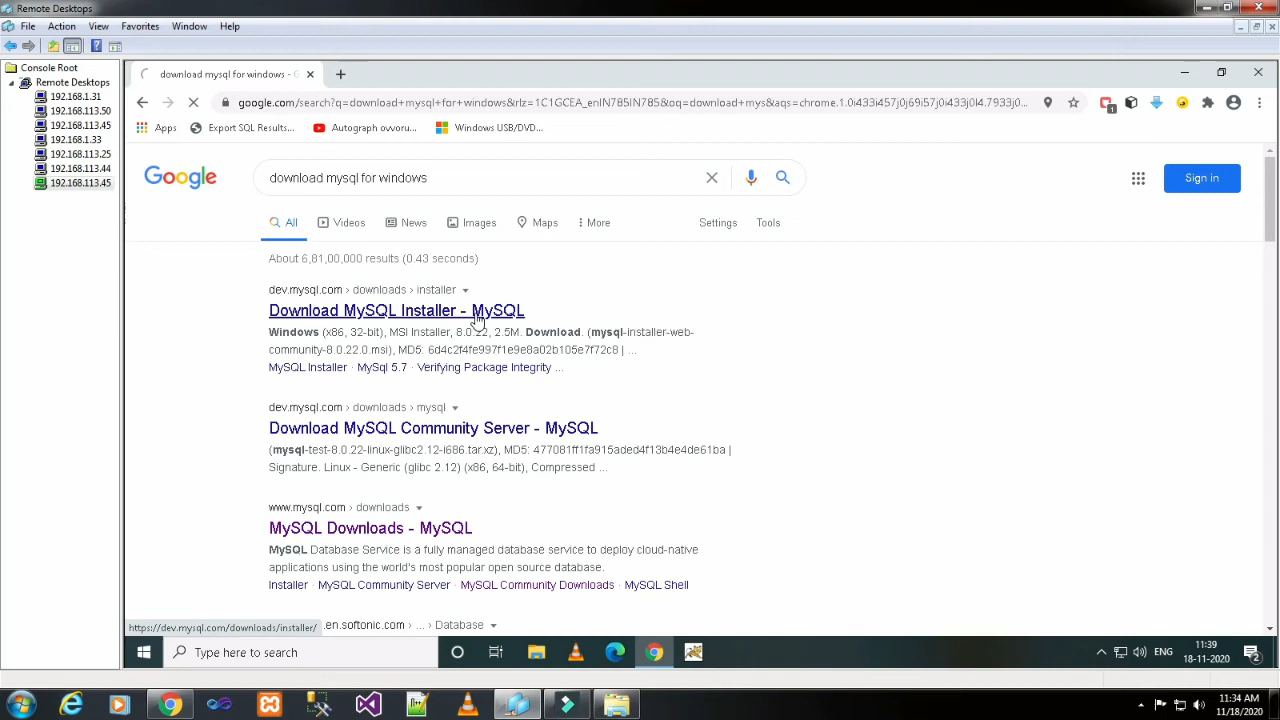 Remote Desktops
File Action View Favorites Window Help
Console Root
Remote Desktops
192.168.1.31
192.168.113.50
192.168.113.45
192.168.1.33
192.168.113.25
192.168.113.44
192.168.113.45
download mysql for windows - G
google.com/search?q=download+mysql+for+windows&rlz=1C1GCEA_enIN785IN785&oq=download+mys&aqs=chrome.1.0i433i457j0j69i57j0i433j0l4.7933j0...
1
Apps Export SQL Results... Autograph ovvoru... Windows USB/DVD...
Google
download mysql for windows
Sign in
All Videos News Images Maps More Settings Tools
About 6,81,00,000 results (0.43 seconds)
dev.mysql.com › downloads › installer
Download MySQL Installer - MySQL
Windows (x86, 32-bit), MSI Installer, 8.0.22, 2.5M. Download. (mysql-installer-web-
community-8.0.22.0.msi), MD5: 6d4c2f4fe997f1e9e8a02b105e7f72c8 | ...
MySQL Installer · MySql 5.7 · Verifying Package Integrity ...
dev.mysql.com › downloads › mysql
Download MySQL Community Server - MySQL
(mysql-test-8.0.22-linux-glibc2.12-i686.tar.xz), MD5: 477081ff1fa915aded4f13b4e4de61ba |
Signature. Linux - Generic (glibc 2.12) (x86, 64-bit), Compressed ...
www.mysql.com › downloads
MySQL Downloads - MySQL
MySQL Database Service is a fully managed database service to deploy cloud-native
applications using the world's most popular open source database.
Installer · MySQL Community Server · MySQL Community Downloads · MySQL Shell
https://dev.mysql.com/downloads/installer/ .en.softonic.com › ... › Database
Type here to search
ENG
11:39
18-11-2020
2
11:34 AM
11/18/2020